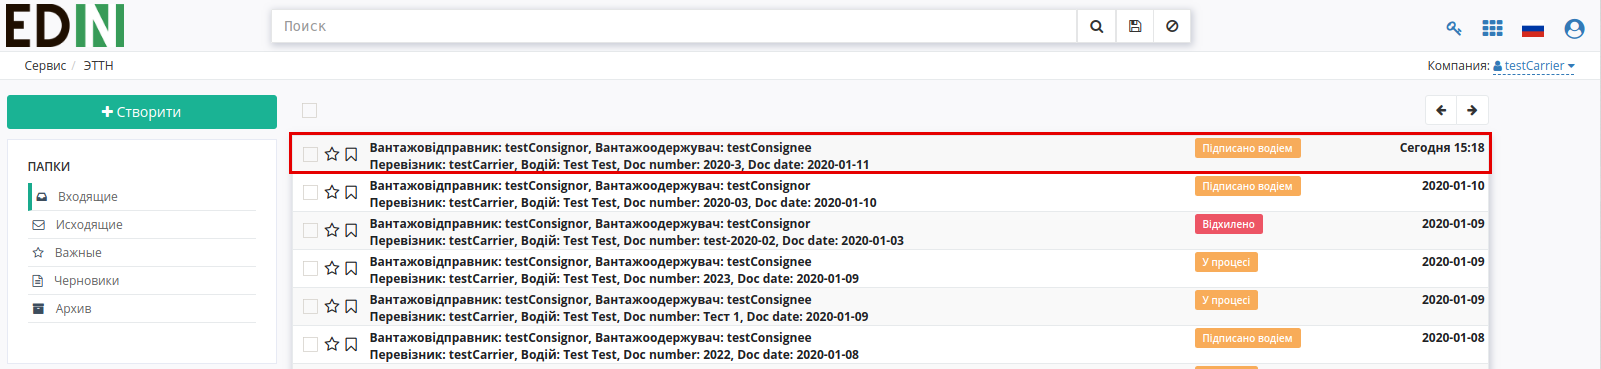 EDIN
Поиск
Сервис / ЭТТН
Компания: testCarrier
Створити
ПАПКИ
Входящие
Исходящие
Важные
Черновики
Архив
Вантажовідправник: testConsignor, Вантажоодержувач: testConsignee Підписано водієм Сегодня 15:18
Перевізник: testCarrier, Водій: Test Test, Doc number: 2020-3, Doc date: 2020-01-11
Вантажовідправник: testConsignor, Вантажоодержувач: testConsignor Підписано водієм 2020-01-10
Перевізник: testCarrier, Водій: Test Test, Doc number: 2020-03, Doc date: 2020-01-10
Вантажовідправник: testConsignor, Вантажоодержувач: testConsignor Відхилено 2020-01-09
Перевізник: testCarrier, Водій: Test Test, Doc number: test-2020-02, Doc date: 2020-01-03
Вантажовідправник: testConsignor, Вантажоодержувач: testConsignee У процесі 2020-01-09
Перевізник: testCarrier, Водій: Test Test, Doc number: 2023, Doc date: 2020-01-09
Вантажовідправник: testConsignor, Вантажоодержувач: testConsignee У процесі 2020-01-09
Перевізник: testCarrier, Водій: Test Test, Doc number: Тест 1, Doc date: 2020-01-09
Вантажовідправник: testConsignor, Вантажоодержувач: testConsignee Підписано водієм 2020-01-08
Перевізник: testCarrier, Водій: Test Test, Doc number: 2022, Doc date: 2020-01-08